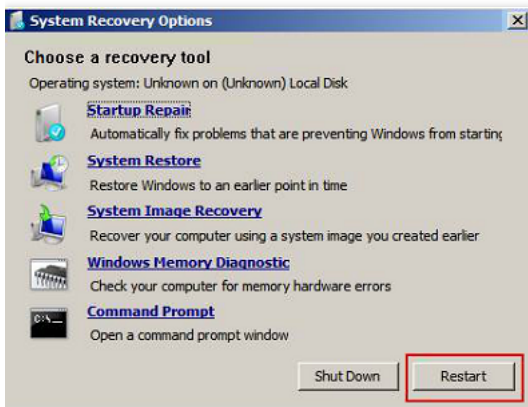 System Recovery Options
Choose a recovery tool
Operating system: Unknown on (Unknown) Local Disk
Startup Repair
Automatically fix problems that are preventing Windows from starting
System Restore
Restore Windows to an earlier point in time
System Image Recovery
Recover your computer using a system image you created earlier
Windows Memory Diagnostic
Check your computer for memory hardware errors
C:\_
Command Prompt
Open a command prompt window
Shut Down
Restart